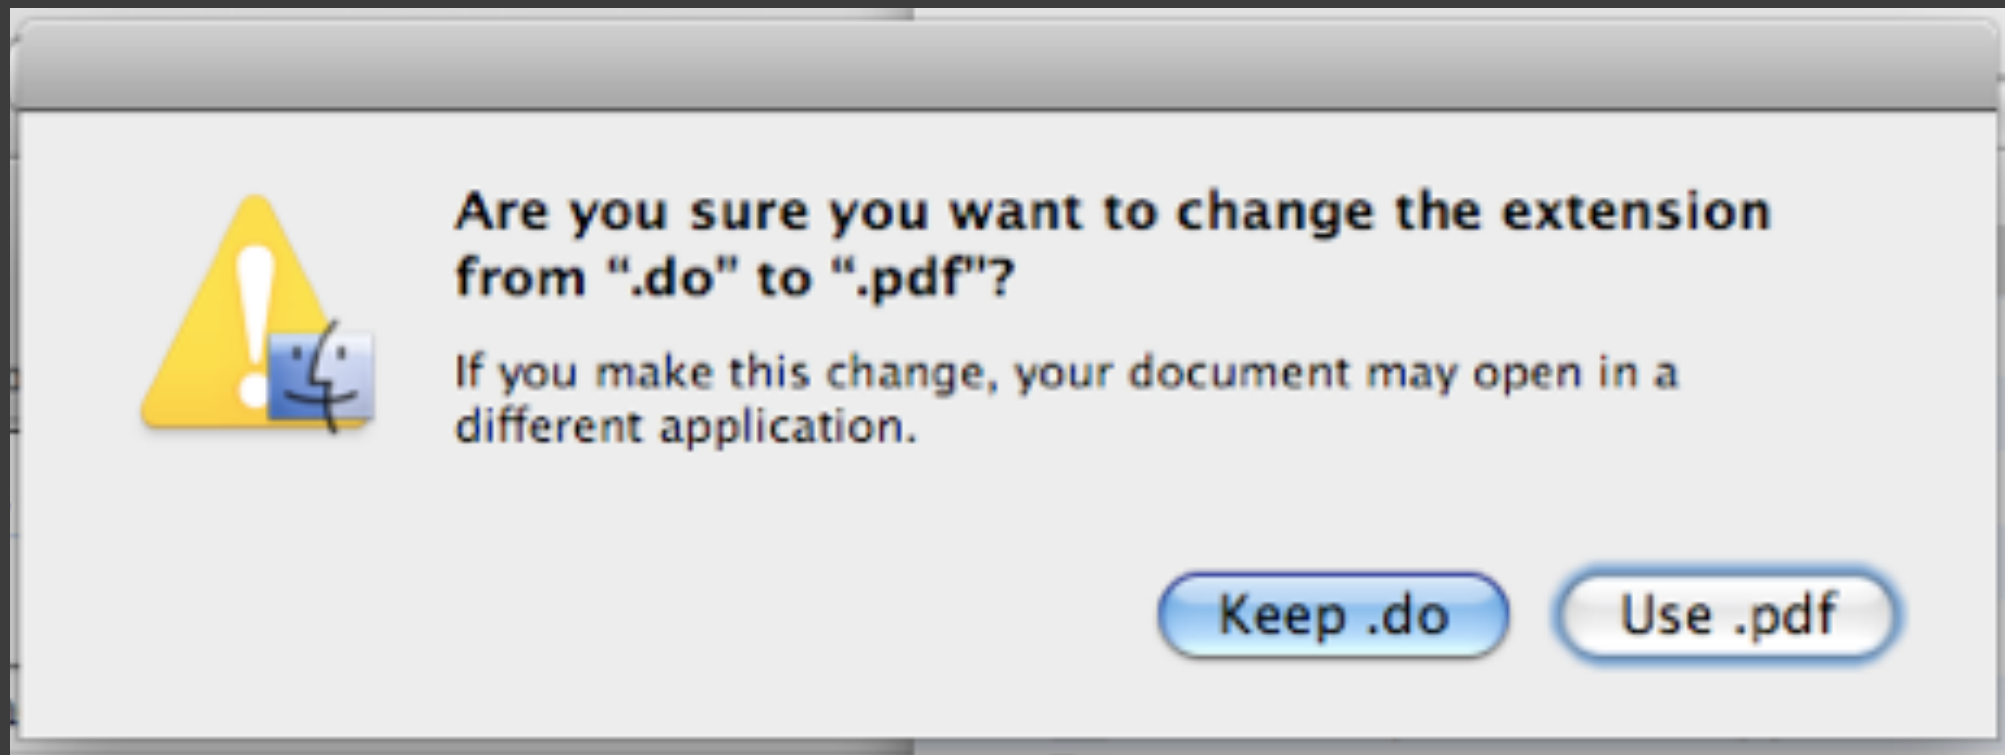 Are you sure you want to change the extension
from “.do” to “.pdf”?
If you make this change, your document may open in a
different application.
Keep .do
Use .pdf